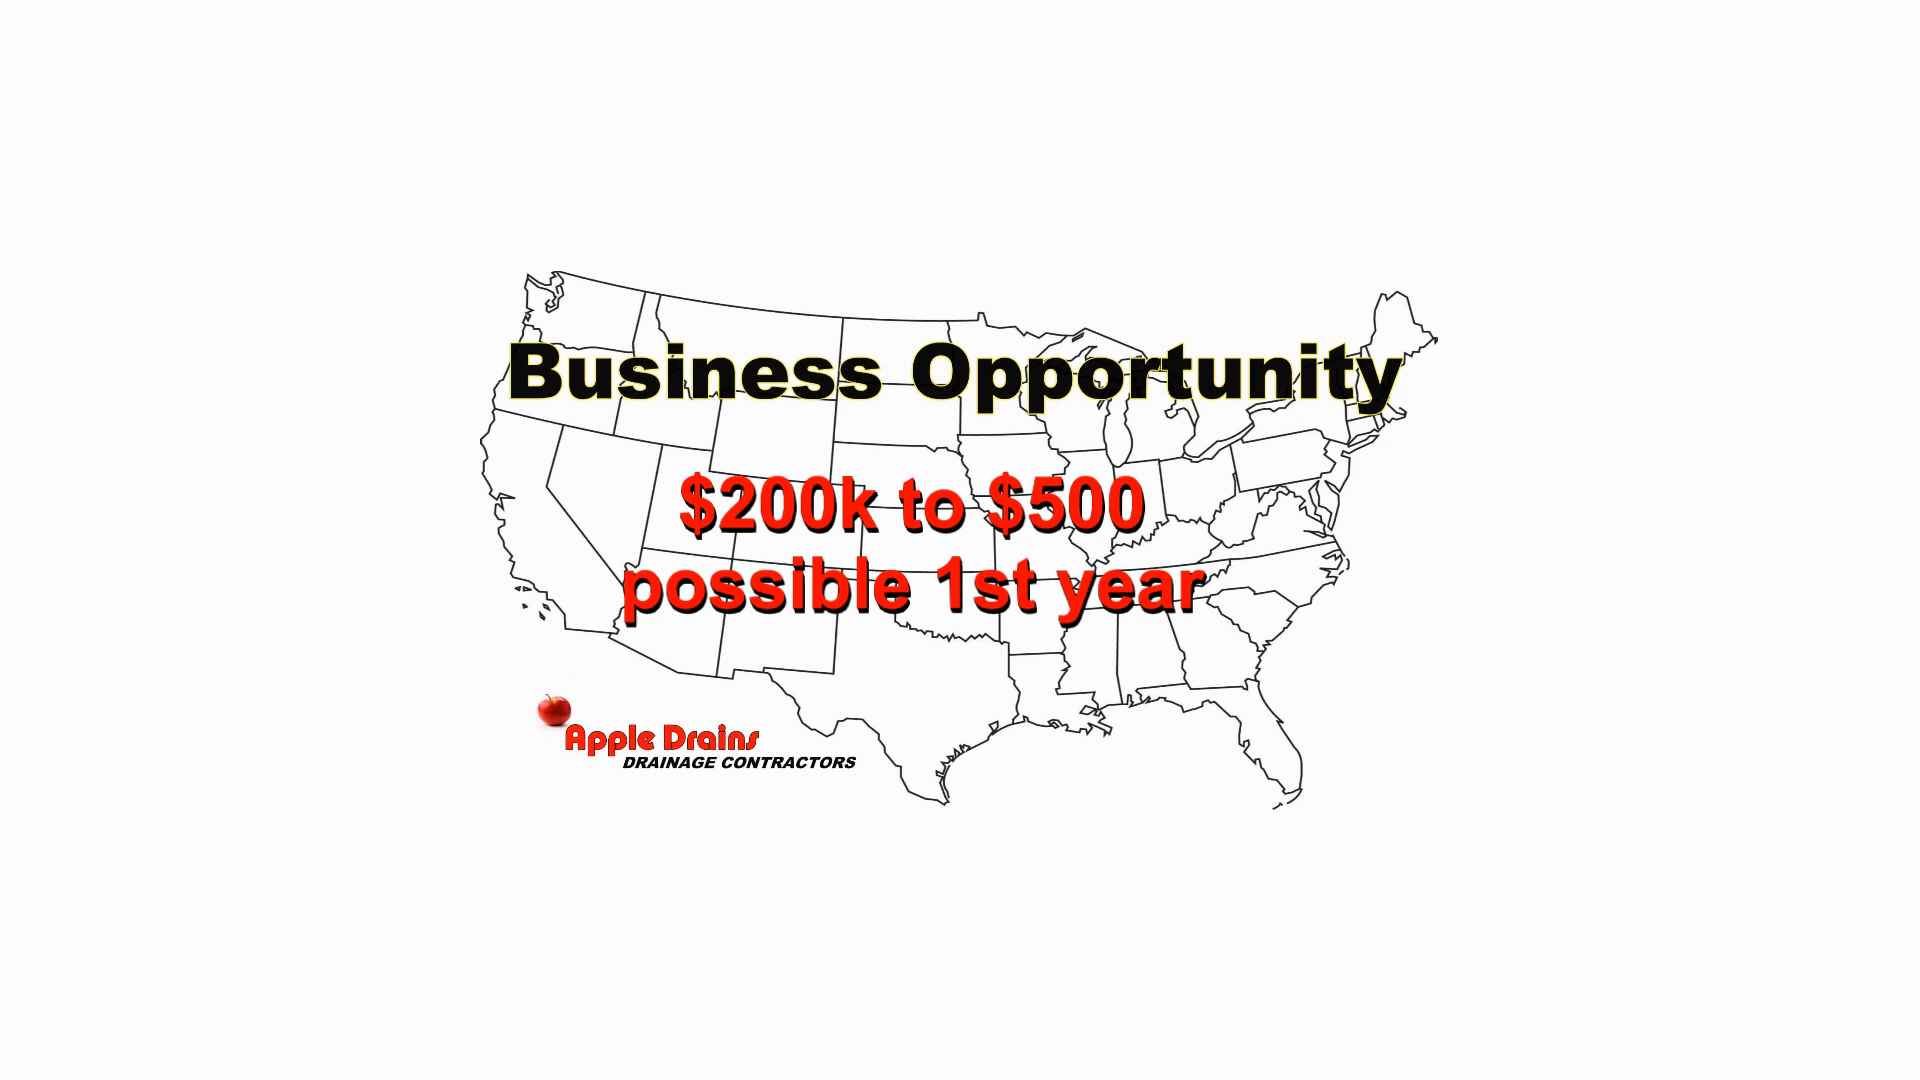 Business Opportunity
$200k to $500
possible 1st year
Apple Drains
DRAINAGE CONTRACTORS